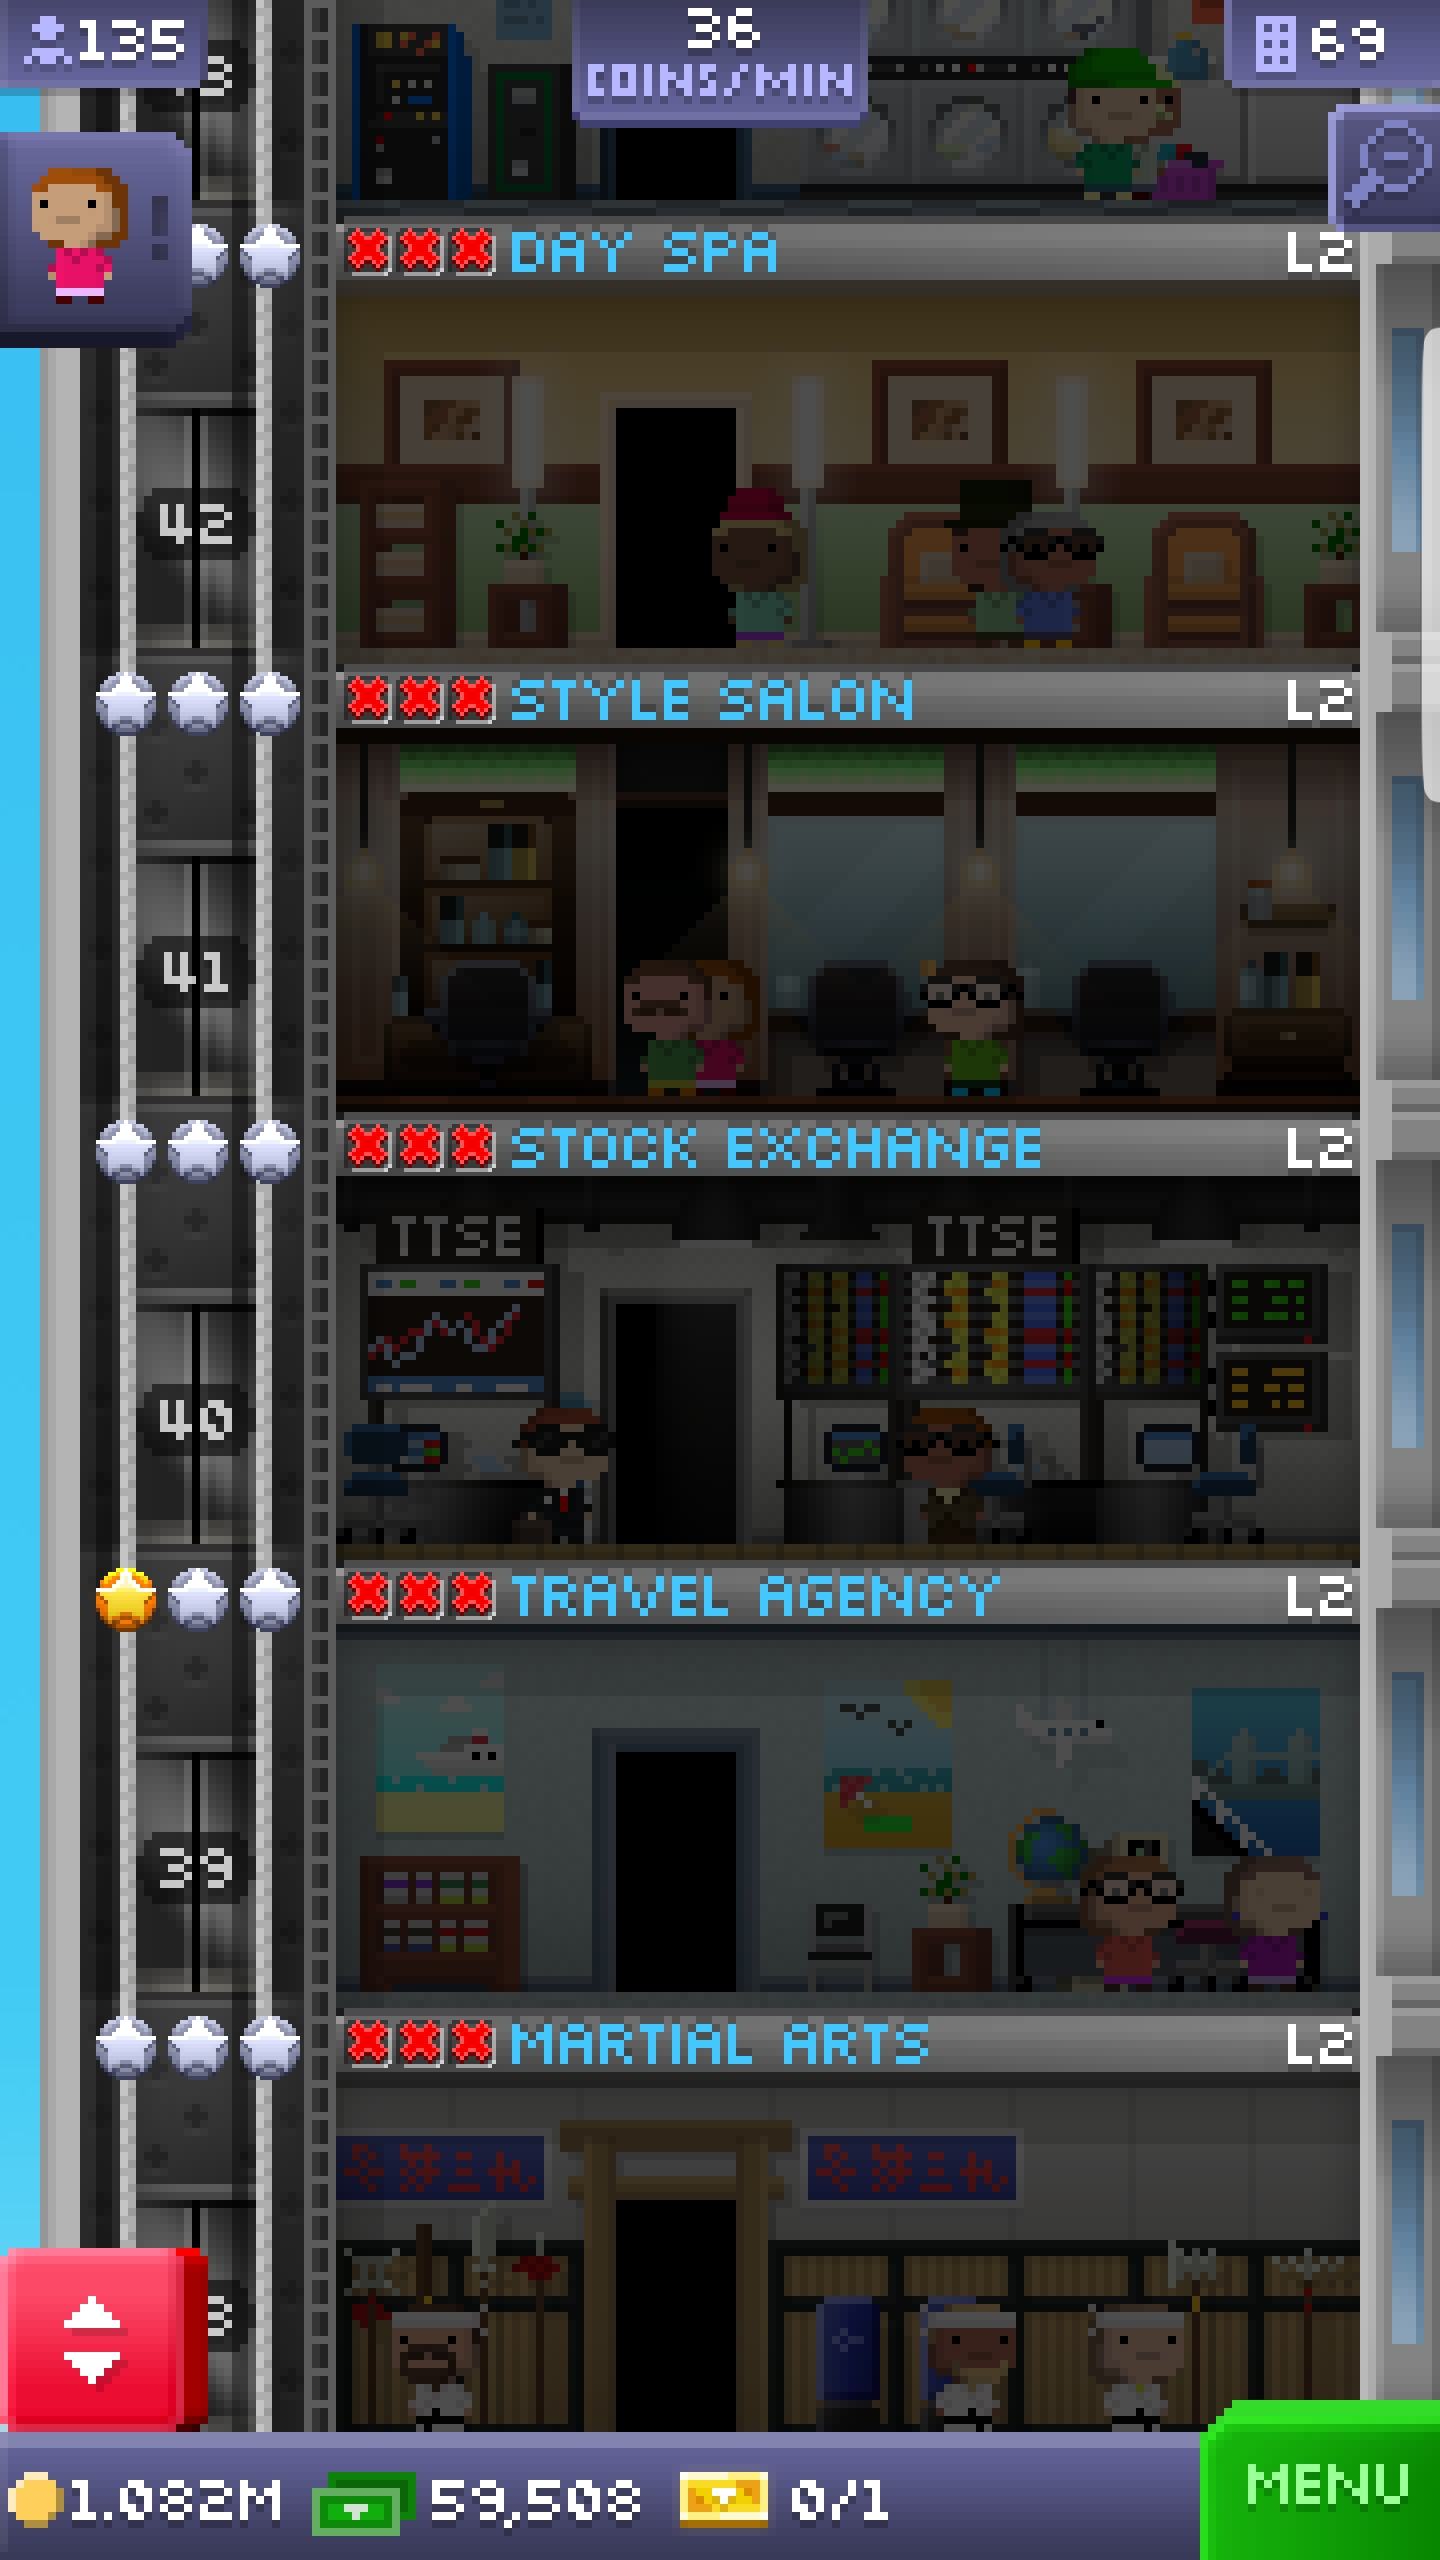 135
36
COINS/MIN
69
DAY SPA
L2
42
STYLE SALON
L2
41
STOCK EXCHANGE
L2
TTSE
TTSE
40
TRAVEL AGENCY
L2
39
MARTIAL ARTS
L2
1.082M
59,508
0/1
MENU